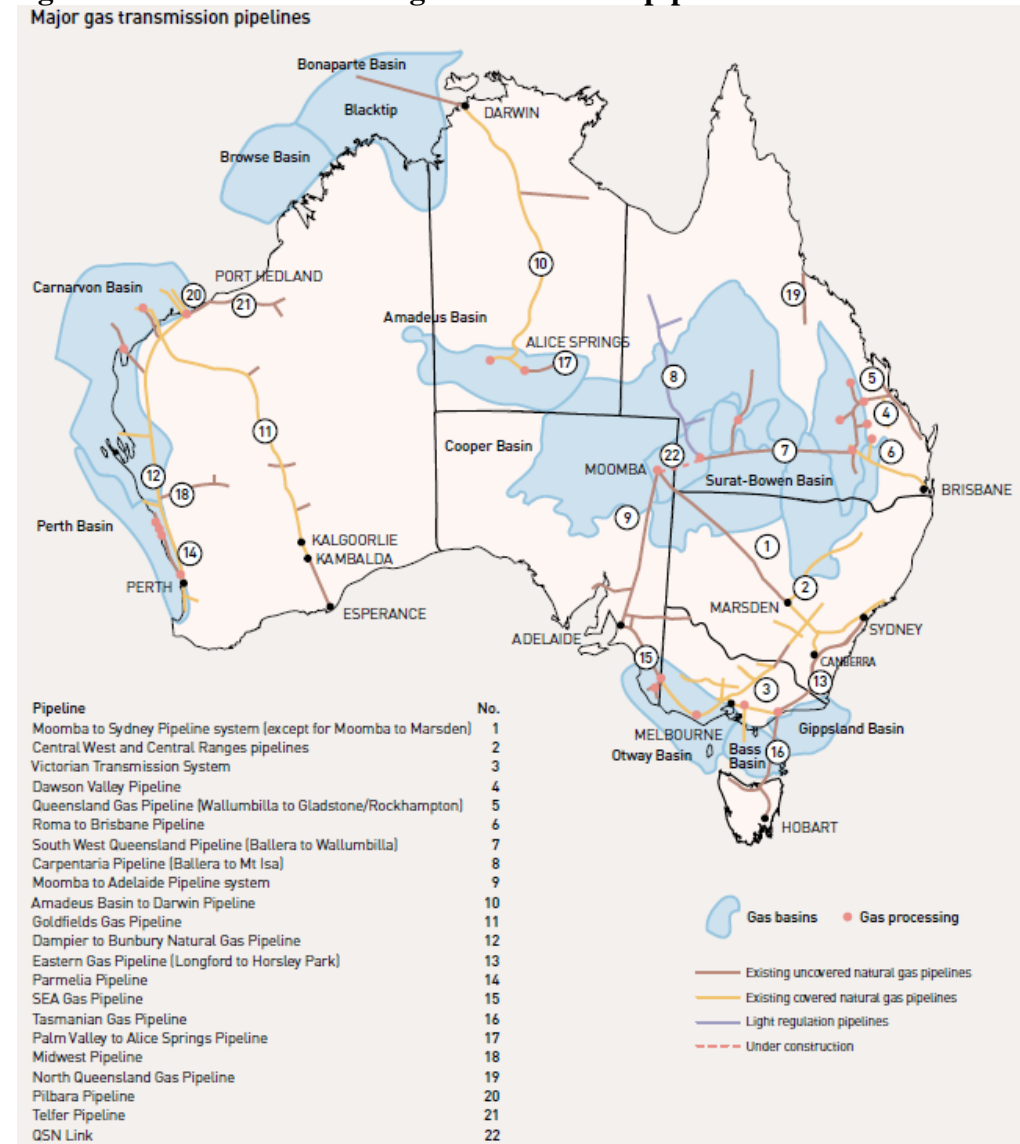 Major gas transmission pipelines
Bonaparte Basin
Blacktip
DARWIN
Browse Basin
10
PORT HEDLAND
Carnarvon Basin
20
21
19
Amadeus Basin
ALICE SPRINGS
17
8
5
4
11
Cooper Basin
22
7
6
MOOMBA
12
Surat-Bowen Basin
BRISBANE
18
9
Perth Basin
1
KALGOORLIE
14
KAMBALDA
PERTH
2
MARSDEN
ESPERANCE
SYDNEY
ADELAIDE
15
CANBERRA
3
13
MELBOURNE
Gippsland Basin
Otway Basin
Bass
Basin
16
HOBART
Pipeline No.
Moomba to Sydney Pipeline system (except for Moomba to Marsden) 1
Central West and Central Ranges pipelines 2
Victorian Transmission System 3
Dawson Valley Pipeline 4
Queensland Gas Pipeline (Wallumbilla to Gladstone/Rockhampton) 5
Roma to Brisbane Pipeline 6
South West Queensland Pipeline (Ballera to Wallumbilla) 7
Carpentaria Pipeline (Ballera to Mt Isa) 8
Moomba to Adelaide Pipeline system 9
Amadeus Basin to Darwin Pipeline 10
Goldfields Gas Pipeline 11
Dampier to Bunbury Natural Gas Pipeline 12
Eastern Gas Pipeline (Longford to Horsley Park) 13
Parmelia Pipeline 14
SEA Gas Pipeline 15
Tasmanian Gas Pipeline 16
Palm Valley to Alice Springs Pipeline 17
Midwest Pipeline 18
North Queensland Gas Pipeline 19
Pilbara Pipeline 20
Telfer Pipeline 21
QSN Link 22
Gas basins
Gas processing
Existing uncovered natural gas pipelines
Existing covered natural gas pipelines
Light regulation pipelines
Under construction